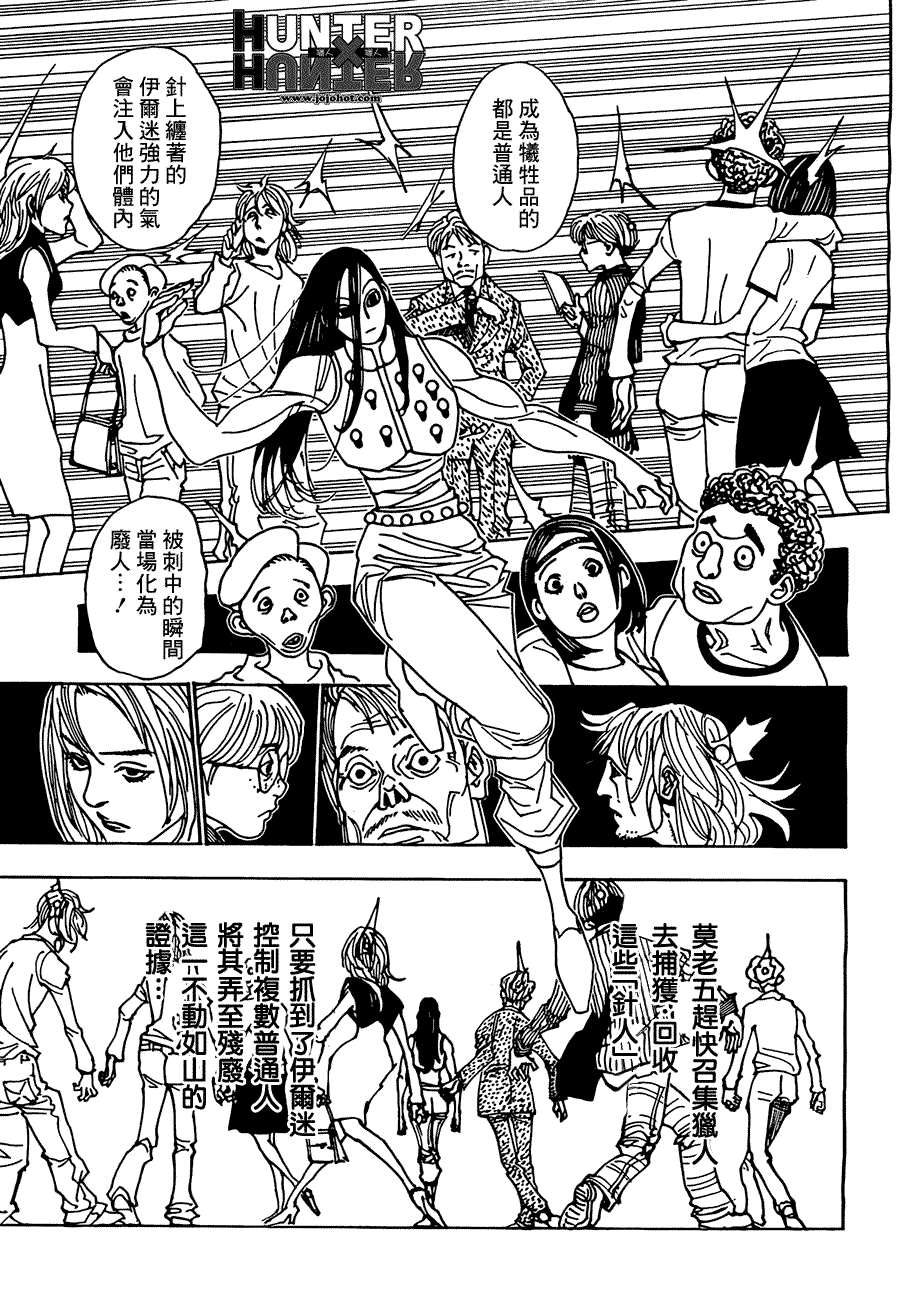 HUNTER
×
HUNTER
www.jojohot.com
成為犧牲品的
都是普通人
針上纏著的
伊爾迷強力的氣
會注入他們體內
被刺中的瞬間
當場化為
廢人…！
莫老五趕快召集獵人
去捕獲…回收
這些「針人」
只要抓到了伊爾迷
控制複數普通人
將其弄至殘廢
這一不動如山的
證據…